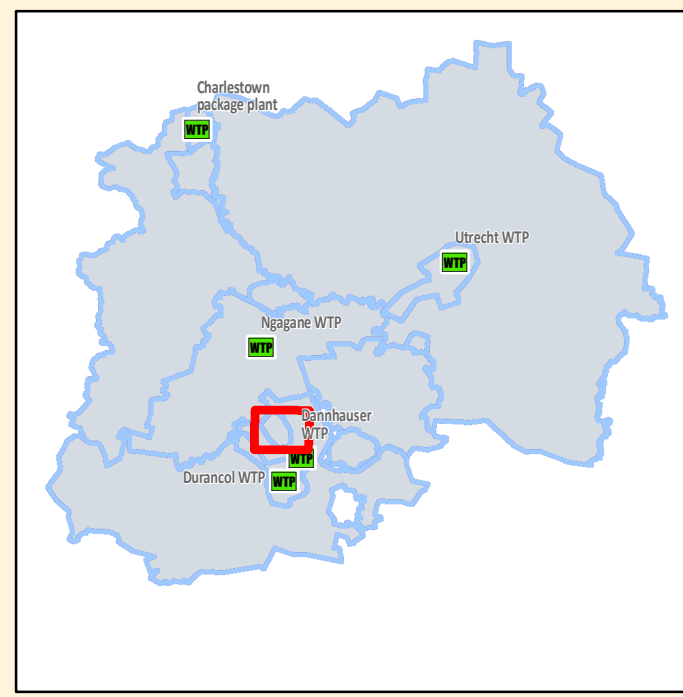 Charlestown
package plant
WTP
Utrecht WTP
WTP
Ngagane WTP
WTP
Dannhauser
WTP
WTP
Durancol WTP
WTP